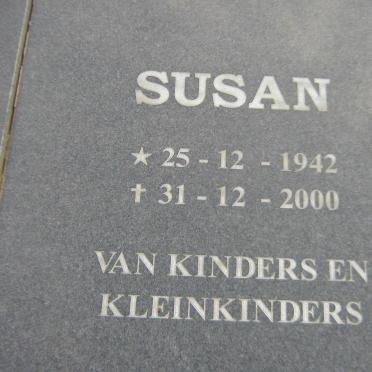 SUSAN
★ 25 - 12 - 1942
✝ 31 - 12 - 2000
VAN KINDERS EN
KLEINKINDERS